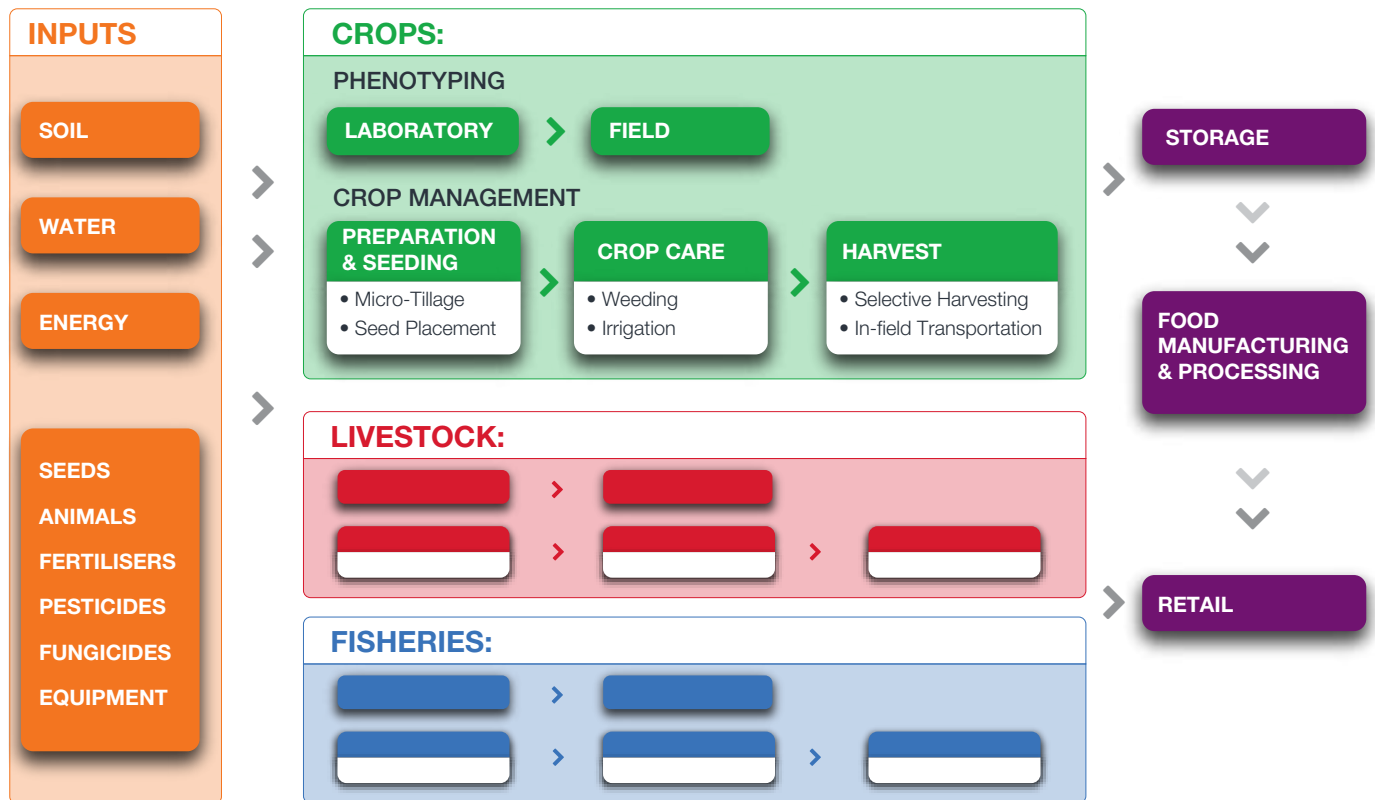 INPUTS
SOIL
WATER
ENERGY
SEEDS
ANIMALS
FERTILISERS
PESTICIDES
FUNGICIDES
EQUIPMENT
CROPS:
PHENOTYPING
LABORATORY
FIELD
CROP MANAGEMENT
PREPARATION
& SEEDING
• Micro-Tillage
• Seed Placement
CROP CARE
• Weeding
• Irrigation
HARVEST
• Selective Harvesting
• In-field Transportation
LIVESTOCK:
FISHERIES:
STORAGE
FOOD
MANUFACTURING
& PROCESSING
RETAIL